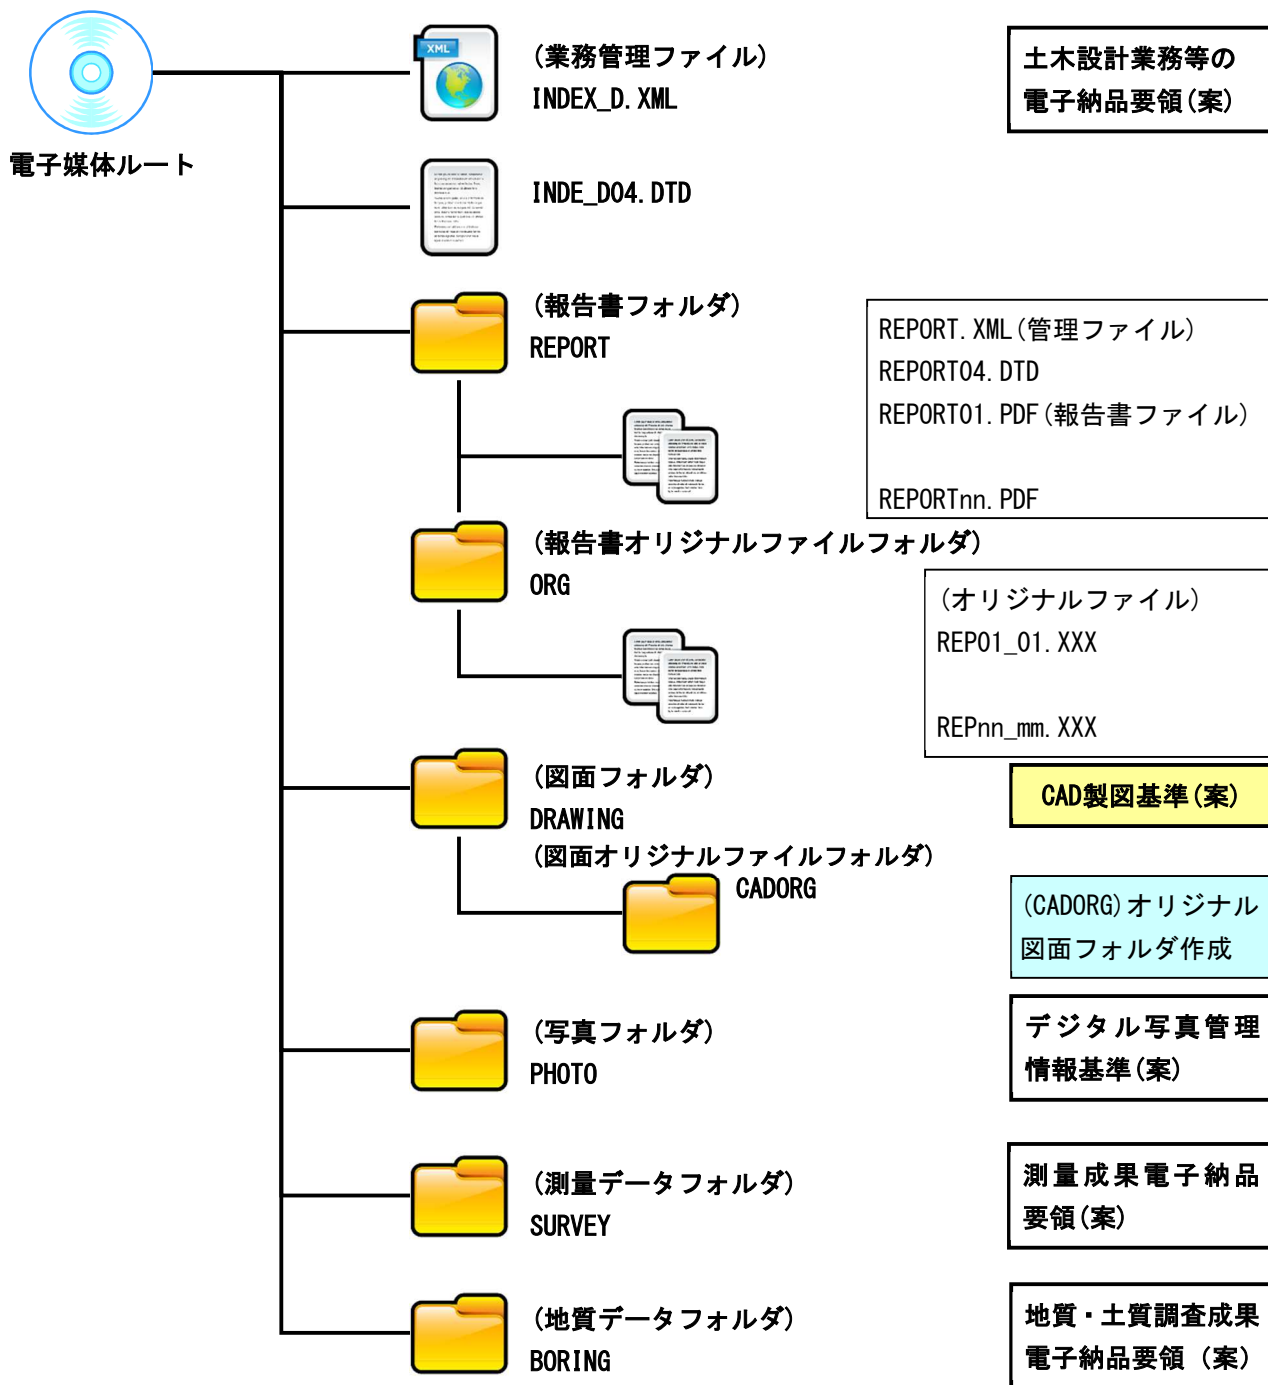 XML
(業務管理ファイル)
INDEX_D.XML
土木設計業務等の
電子納品要領(案)
電子媒体ルート
INDE_D04.DTD
(報告書フォルダ)
REPORT
REPORT.XML(管理ファイル)
REPORT04.DTD
REPORT01.PDF(報告書ファイル)
REPORTnn.PDF
(報告書オリジナルファイルフォルダ)
ORG
(オリジナルファイル)
REP01_01.XXX
REPnn_mm.XXX
(図面フォルダ)
DRAWING
CAD製図基準(案)
(図面オリジナルファイルフォルダ)
CADORG
(CADORG)オリジナル
図面フォルダ作成
(写真フォルダ)
PHOTO
デジタル写真管理
情報基準(案)
(測量データフォルダ)
SURVEY
測量成果電子納品
要領(案)
(地質データフォルダ)
BORING
地質・土質調査成果
電子納品要領(案)